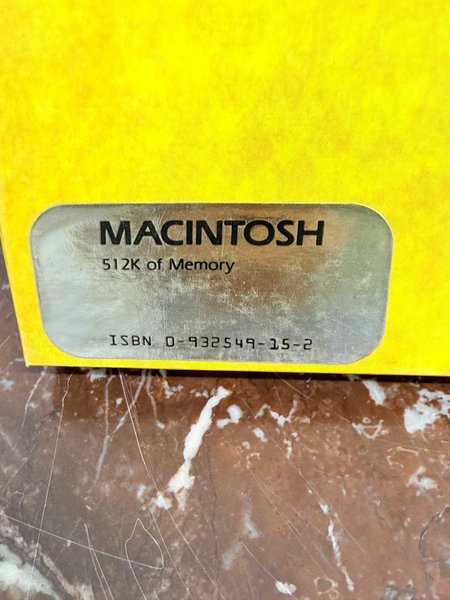 MACINTOSH
512K of Memory
ISBN 0-932549-15-2